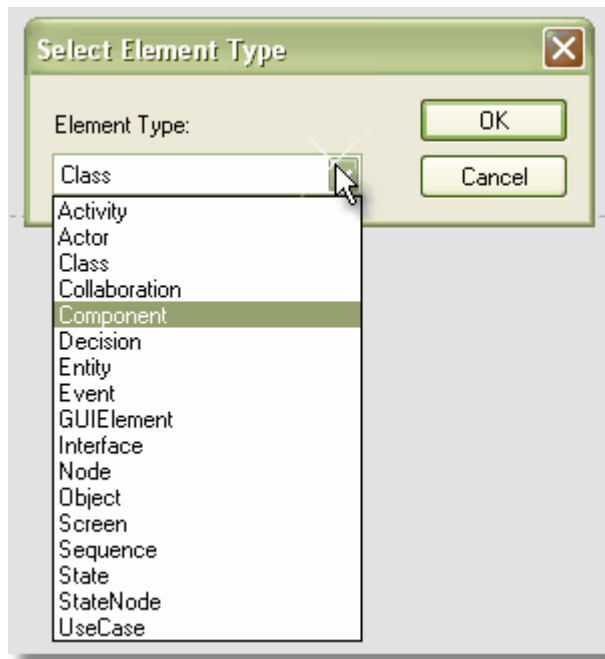 Select Element Type
Element Type:
OK
Class
Cancel
Activity
Actor
Class
Collaboration
Component
Decision
Entity
Event
GUIElement
Interface
Node
Object
Screen
Sequence
State
StateNode
UseCase